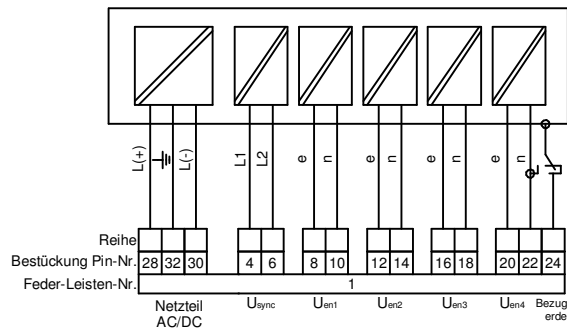 L(+) L(-) L1 L2 e n e n e n e n
Reihe
Bestückung Pin-Nr. 28 32 30 4 6 8 10 12 14 16 18 20 22 24
Feder-Leisten-Nr. 1
Netzteil AC/DC
Usync
Uen1
Uen2
Uen3
Uen4
Bezug
erde